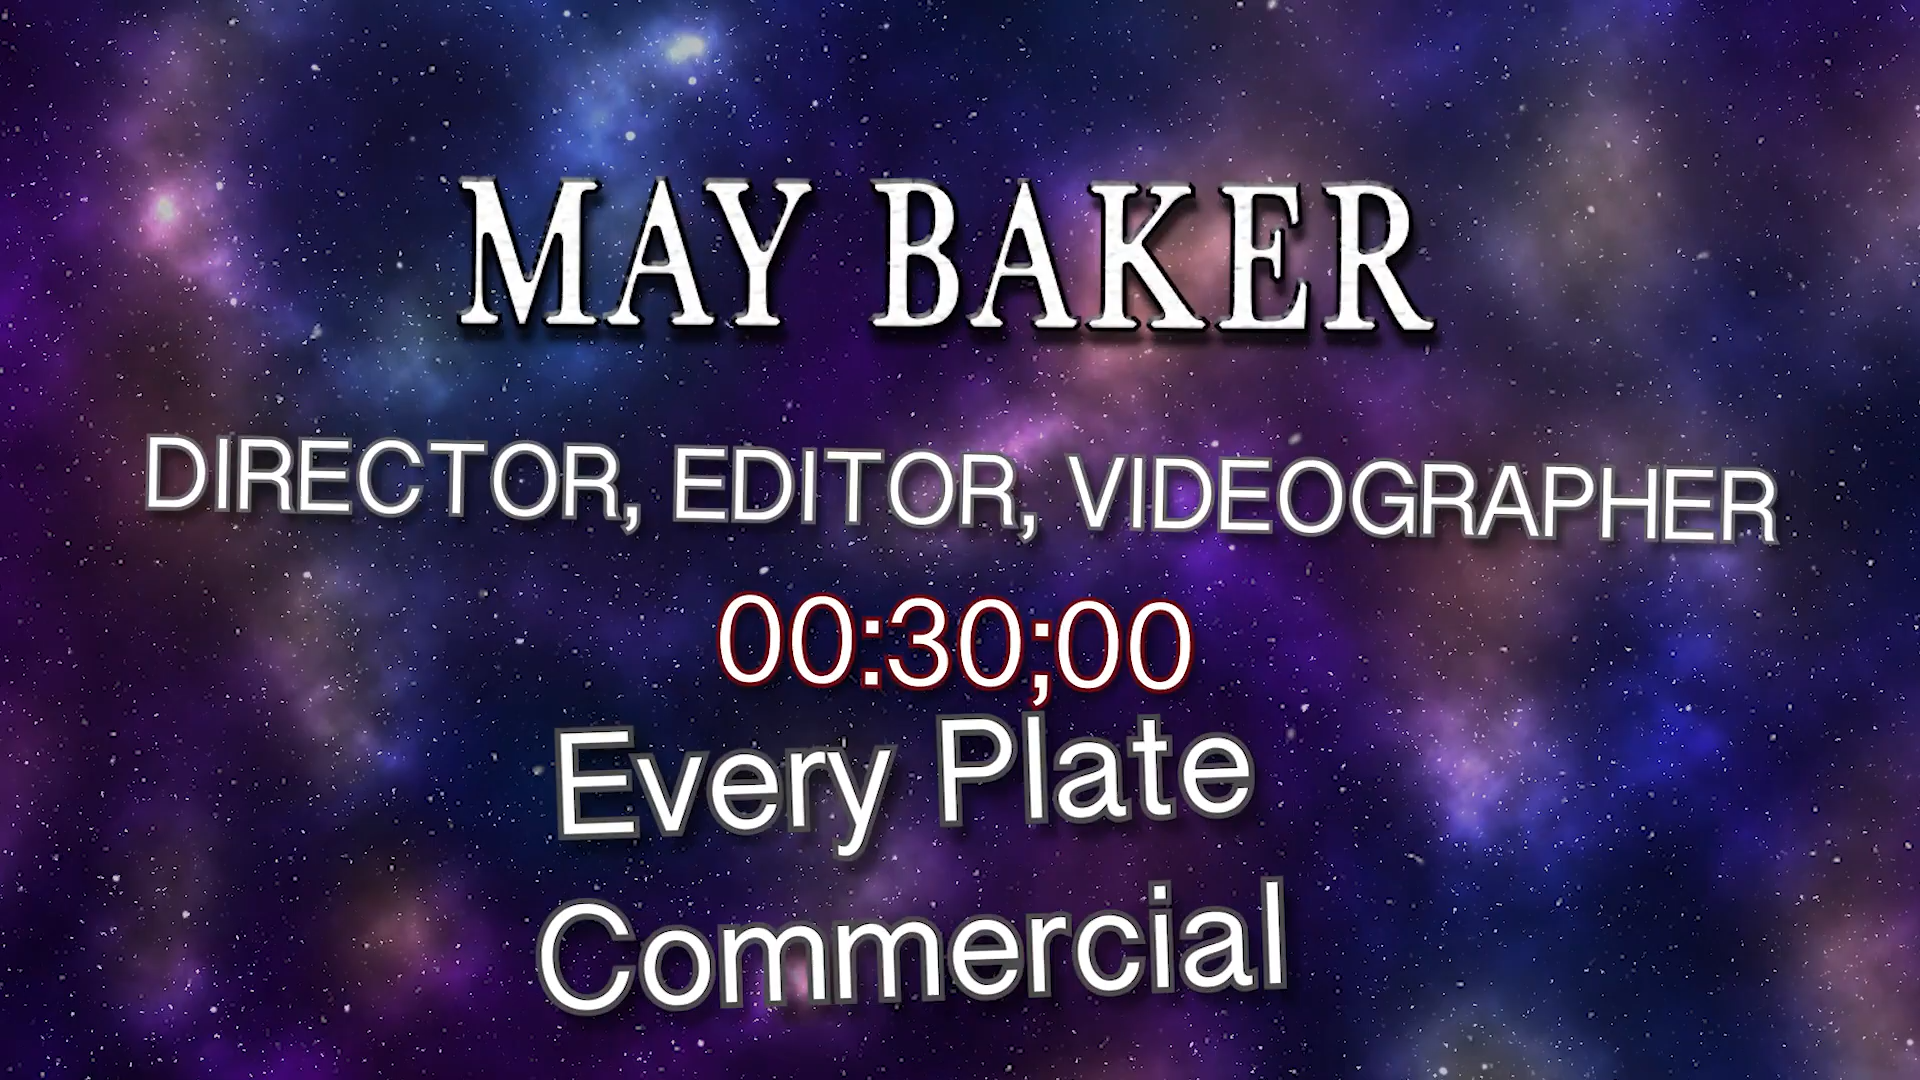 MAY BAKER
DIRECTOR, EDITOR, VIDEOGRAPHER
00:30;00
Every Plate
Commercial